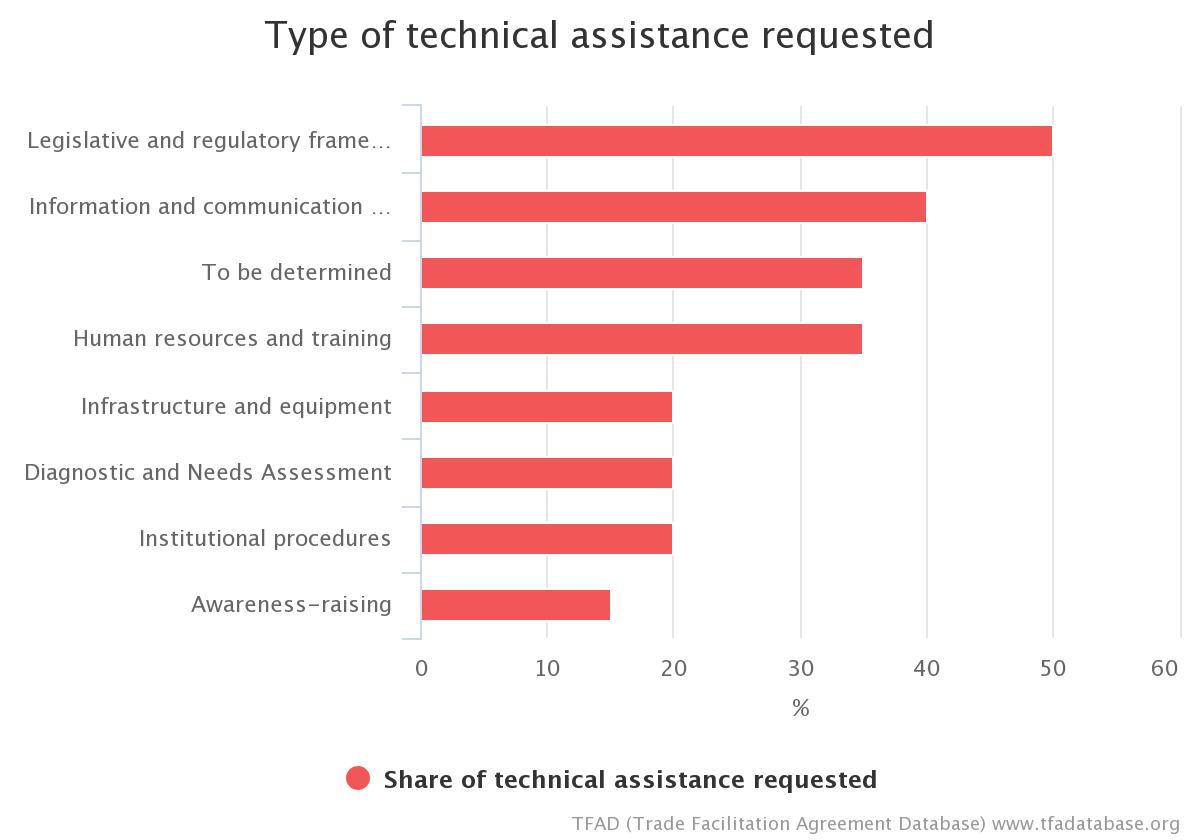 Type of technical assistance requested
Legislative and regulatory frame...
Information and communication ...
To be determined
Human resources and training
Infrastructure and equipment
Diagnostic and Needs Assessment
Institutional procedures
Awareness-raising
0 10 20 30 40 50 60
%
Share of technical assistance requested
TFAD (Trade Facilitation Agreement Database) www.tfadatabase.org